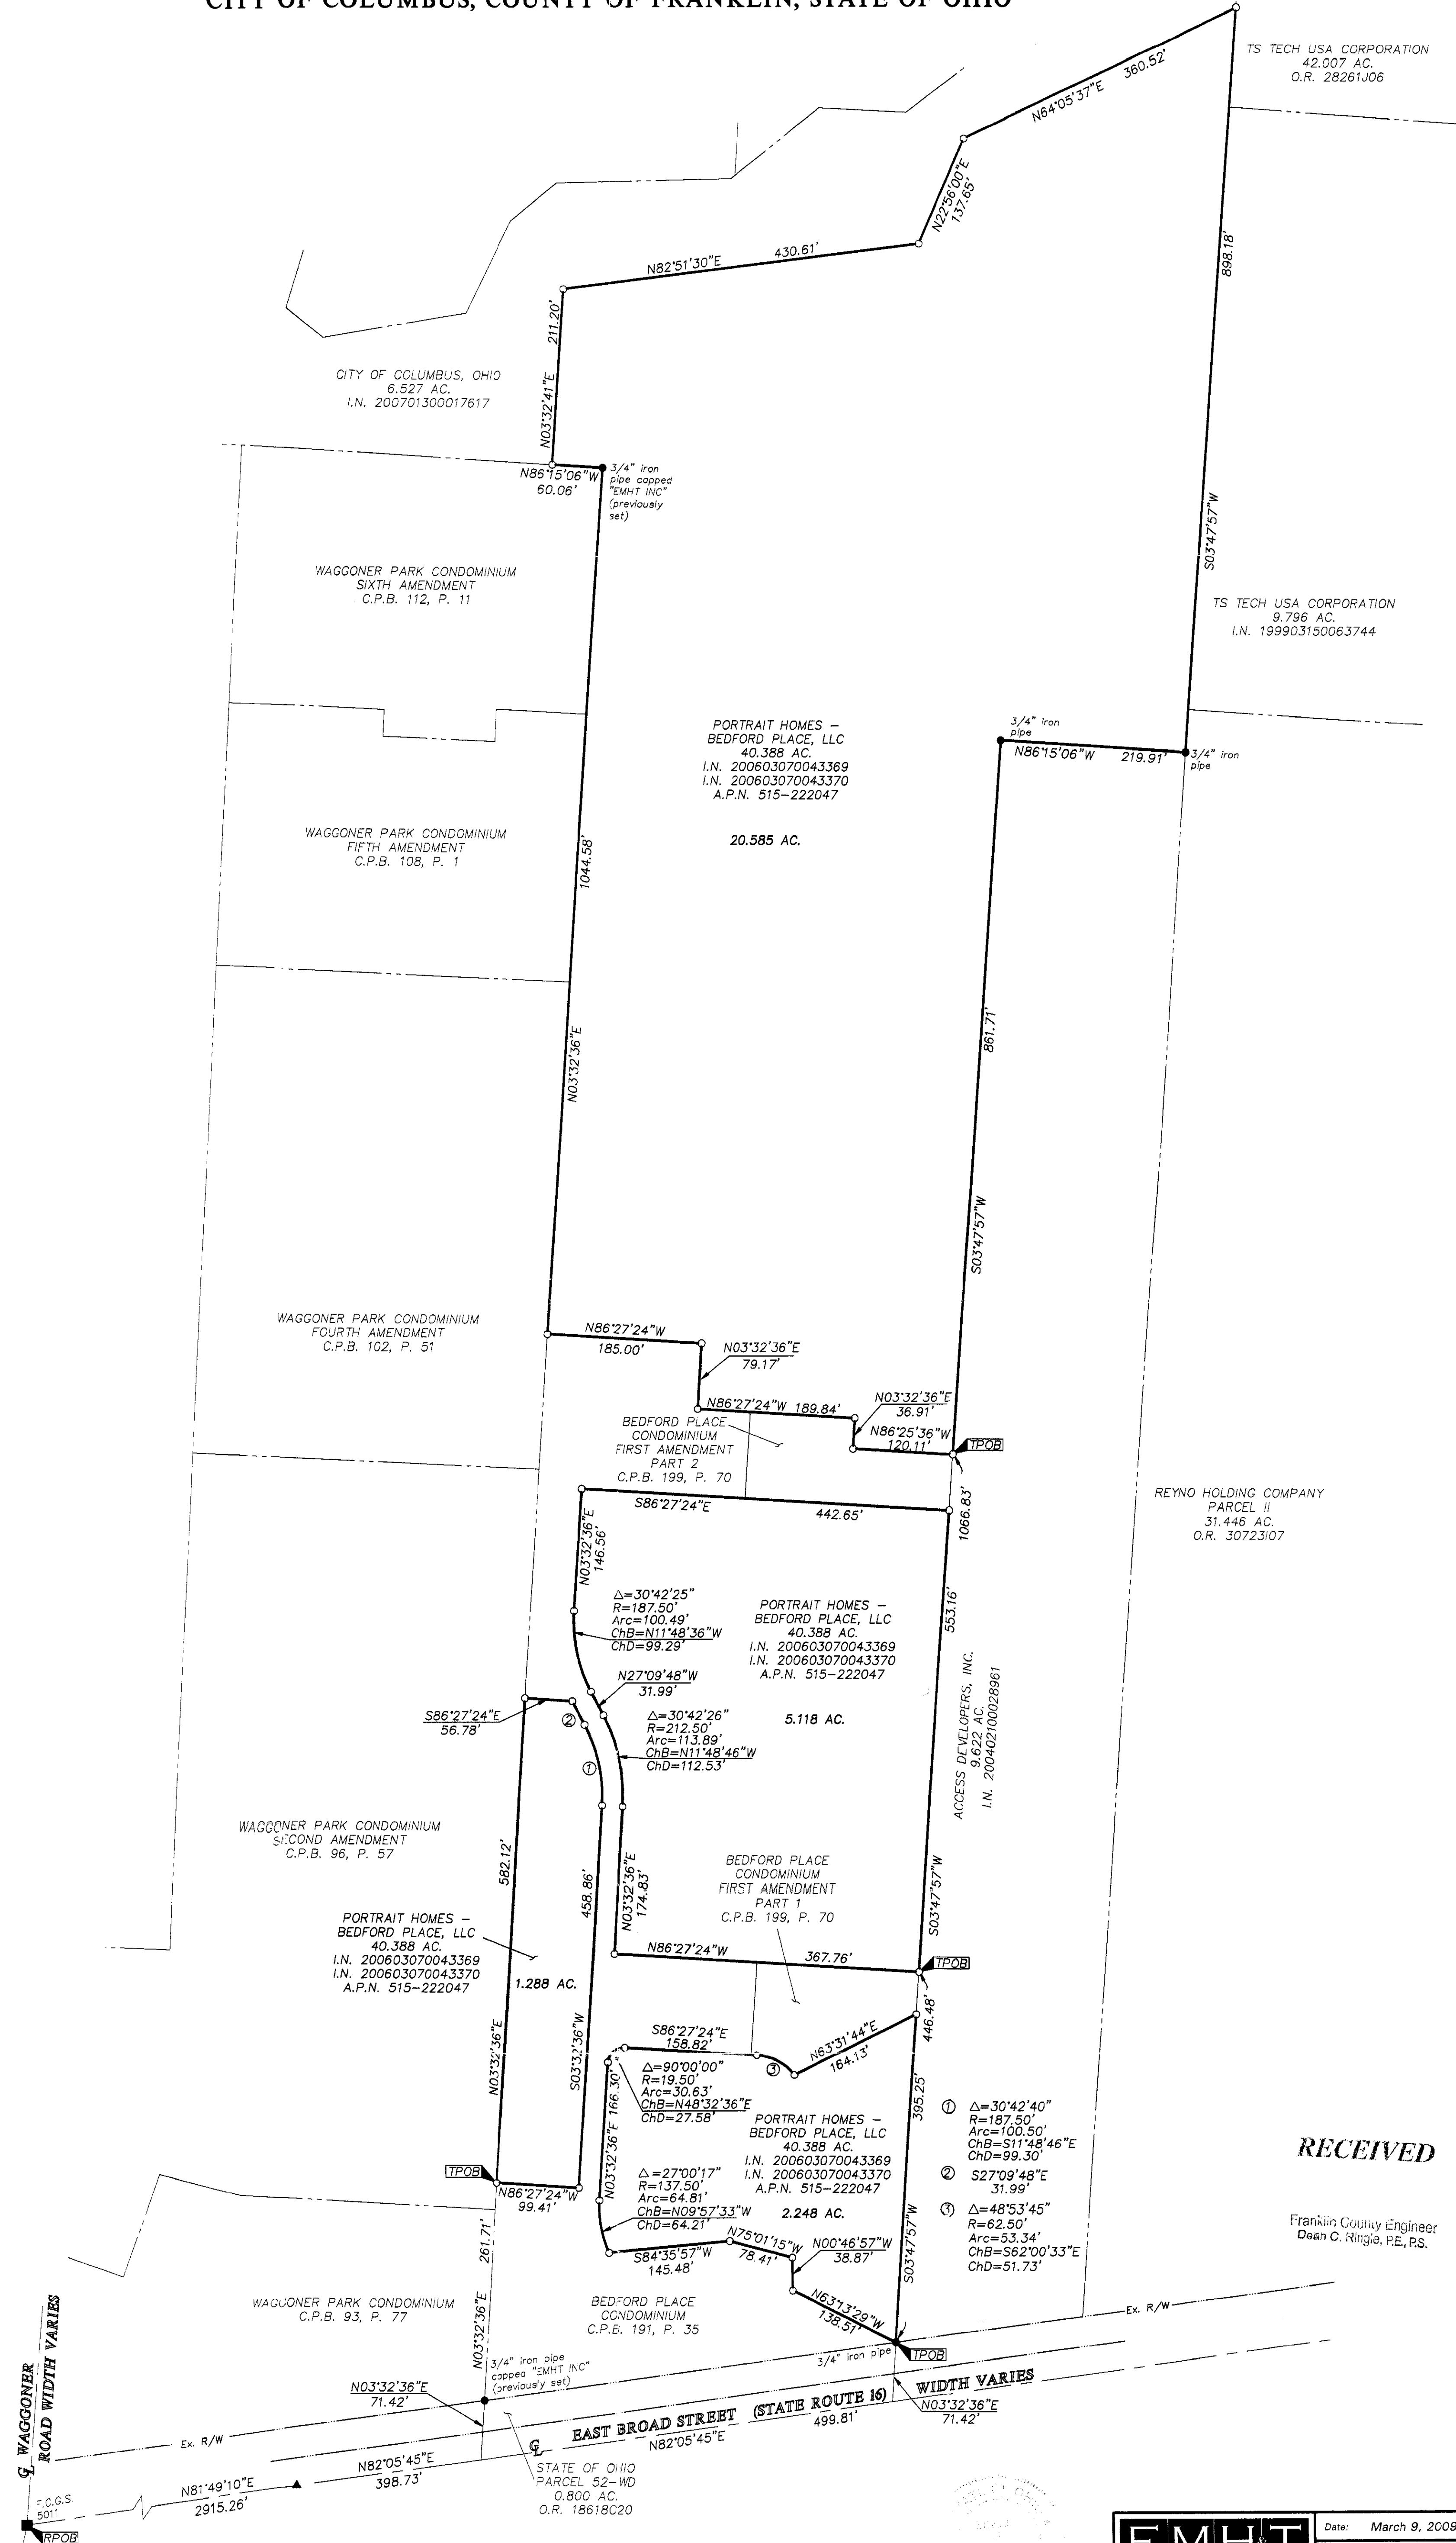 CITY OF COLUMBUS, COUNTY OF FRANKLIN, STATE OF OHIO
TS TECH USA CORPORATION
42.007 AC.
O.R. 28261J06
N64°05'37"E 360.52'
N22°56'00"E
137.65'
N82°51'30"E 430.61'
898.18'
S03°47'57"W
211.20'
N03°32'41"E
CITY OF COLUMBUS, OHIO
6.527 AC.
I.N. 200701300017617
N86°15'06"W
60.06'
3/4" iron
pipe capped
"EMHT INC"
(previously
set)
WAGGONER PARK CONDOMINIUM
SIXTH AMENDMENT
C.P.B. 112, P. 11
TS TECH USA CORPORATION
9.796 AC.
I.N. 199903150063744
PORTRAIT HOMES –
BEDFORD PLACE, LLC
40.388 AC.
I.N. 200603070043369
I.N. 200603070043370
A.P.N. 515-222047
20.585 AC.
3/4" iron
pipe
N86°15'06"W 219.91'
3/4" iron
pipe
WAGGONER PARK CONDOMINIUM
FIFTH AMENDMENT
C.P.B. 108, P. 1
1044.58'
N03°32'36"E
861.71'
S03°47'57"W
WAGGONER PARK CONDOMINIUM
FOURTH AMENDMENT
C.P.B. 102, P. 51
N86°27'24"W
185.00'
N03°32'36"E
79.17'
N86°27'24"W 189.84'
N03°32'36"E
36.91'
N86°25'36"W
120.11'
TPOB
BEDFORD PLACE
CONDOMINIUM
FIRST AMENDMENT
PART 2
C.P.B. 199, P. 70
S86°27'24"E 442.65'
1066.83'
REYNO HOLDING COMPANY
PARCEL II
31.446 AC.
O.R. 30723I07
N03°32'36"E
146.56'
Δ=30°42'25"
R=187.50'
Arc=100.49'
ChB=N11°48'36"W
ChD=99.29'
PORTRAIT HOMES –
BEDFORD PLACE, LLC
40.388 AC.
I.N. 200603070043369
I.N. 200603070043370
A.P.N. 515-222047
5.118 AC.
553.16'
S03°47'57"W
ACCESS DEVELOPERS, INC.
9.622 AC.
I.N. 200402100028961
N27°09'48"W
31.99'
S86°27'24"E
56.78'
②
①
Δ=30°42'26"
R=212.50'
Arc=113.89'
ChB=N11°48'46"W
ChD=112.53'
WAGGONER PARK CONDOMINIUM
SECOND AMENDMENT
C.P.B. 96, P. 57
582.12'
N03°32'36"E
458.86'
S03°32'36"W
N03°32'36"E
174.83'
BEDFORD PLACE
CONDOMINIUM
FIRST AMENDMENT
PART 1
C.P.B. 199, P. 70
PORTRAIT HOMES –
BEDFORD PLACE, LLC
40.388 AC.
I.N. 200603070043369
I.N. 200603070043370
A.P.N. 515-222047
1.288 AC.
N86°27'24"W 367.76'
TPOB
446.48'
S86°27'24"E
158.82'
③
N63°31'44"E
164.13'
Δ=90°00'00"
R=19.50'
Arc=30.63'
ChB=N48°32'36"E
ChD=27.58'
N03°32'36"E 166.30'
PORTRAIT HOMES –
BEDFORD PLACE, LLC
40.388 AC.
I.N. 200603070043369
I.N. 200603070043370
A.P.N. 515-222047
2.248 AC.
395.25'
S03°47'57"W
① Δ=30°42'40"
R=187.50'
Arc=100.50'
ChB=S11°48'46"E
ChD=99.30'
② S27°09'48"E
31.99'
③ Δ=48°53'45"
R=62.50'
Arc=53.34'
ChB=S62°00'33"E
ChD=51.73'
RECEIVED
Franklin County Engineer
Dean C. Ringle, P.E., P.S.
TPOB
N86°27'24"W
99.41'
Δ=27°00'17"
R=137.50'
Arc=64.81'
ChB=N09°57'33"W
ChD=64.21'
S84°35'57"W
145.48'
N75°01'15"W
78.41'
N00°46'57"W
38.87'
N63°13'29"W
138.51'
261.71'
N03°32'36"E
WAGGONER PARK CONDOMINIUM
C.P.B. 93, P. 77
BEDFORD PLACE
CONDOMINIUM
C.P.B. 191, P. 35
3/4" iron pipe
TPOB
Ex. R/W
3/4" iron pipe
capped "EMHT INC"
(previously set)
N03°32'36"E
71.42'
EAST BROAD STREET (STATE ROUTE 16) WIDTH VARIES
N82°05'45"E 499.81'
N03°32'36"E
71.42'
℄ WAGGONER
ROAD WIDTH VARIES
Ex. R/W
℄
N82°05'45"E
398.73'
N81°49'10"E
2915.26'
STATE OF OHIO
PARCEL 52-WD
0.800 AC.
O.R. 18618C20
F.C.G.S.
5011
RPOB
EMH&T
Date: March 9, 2009